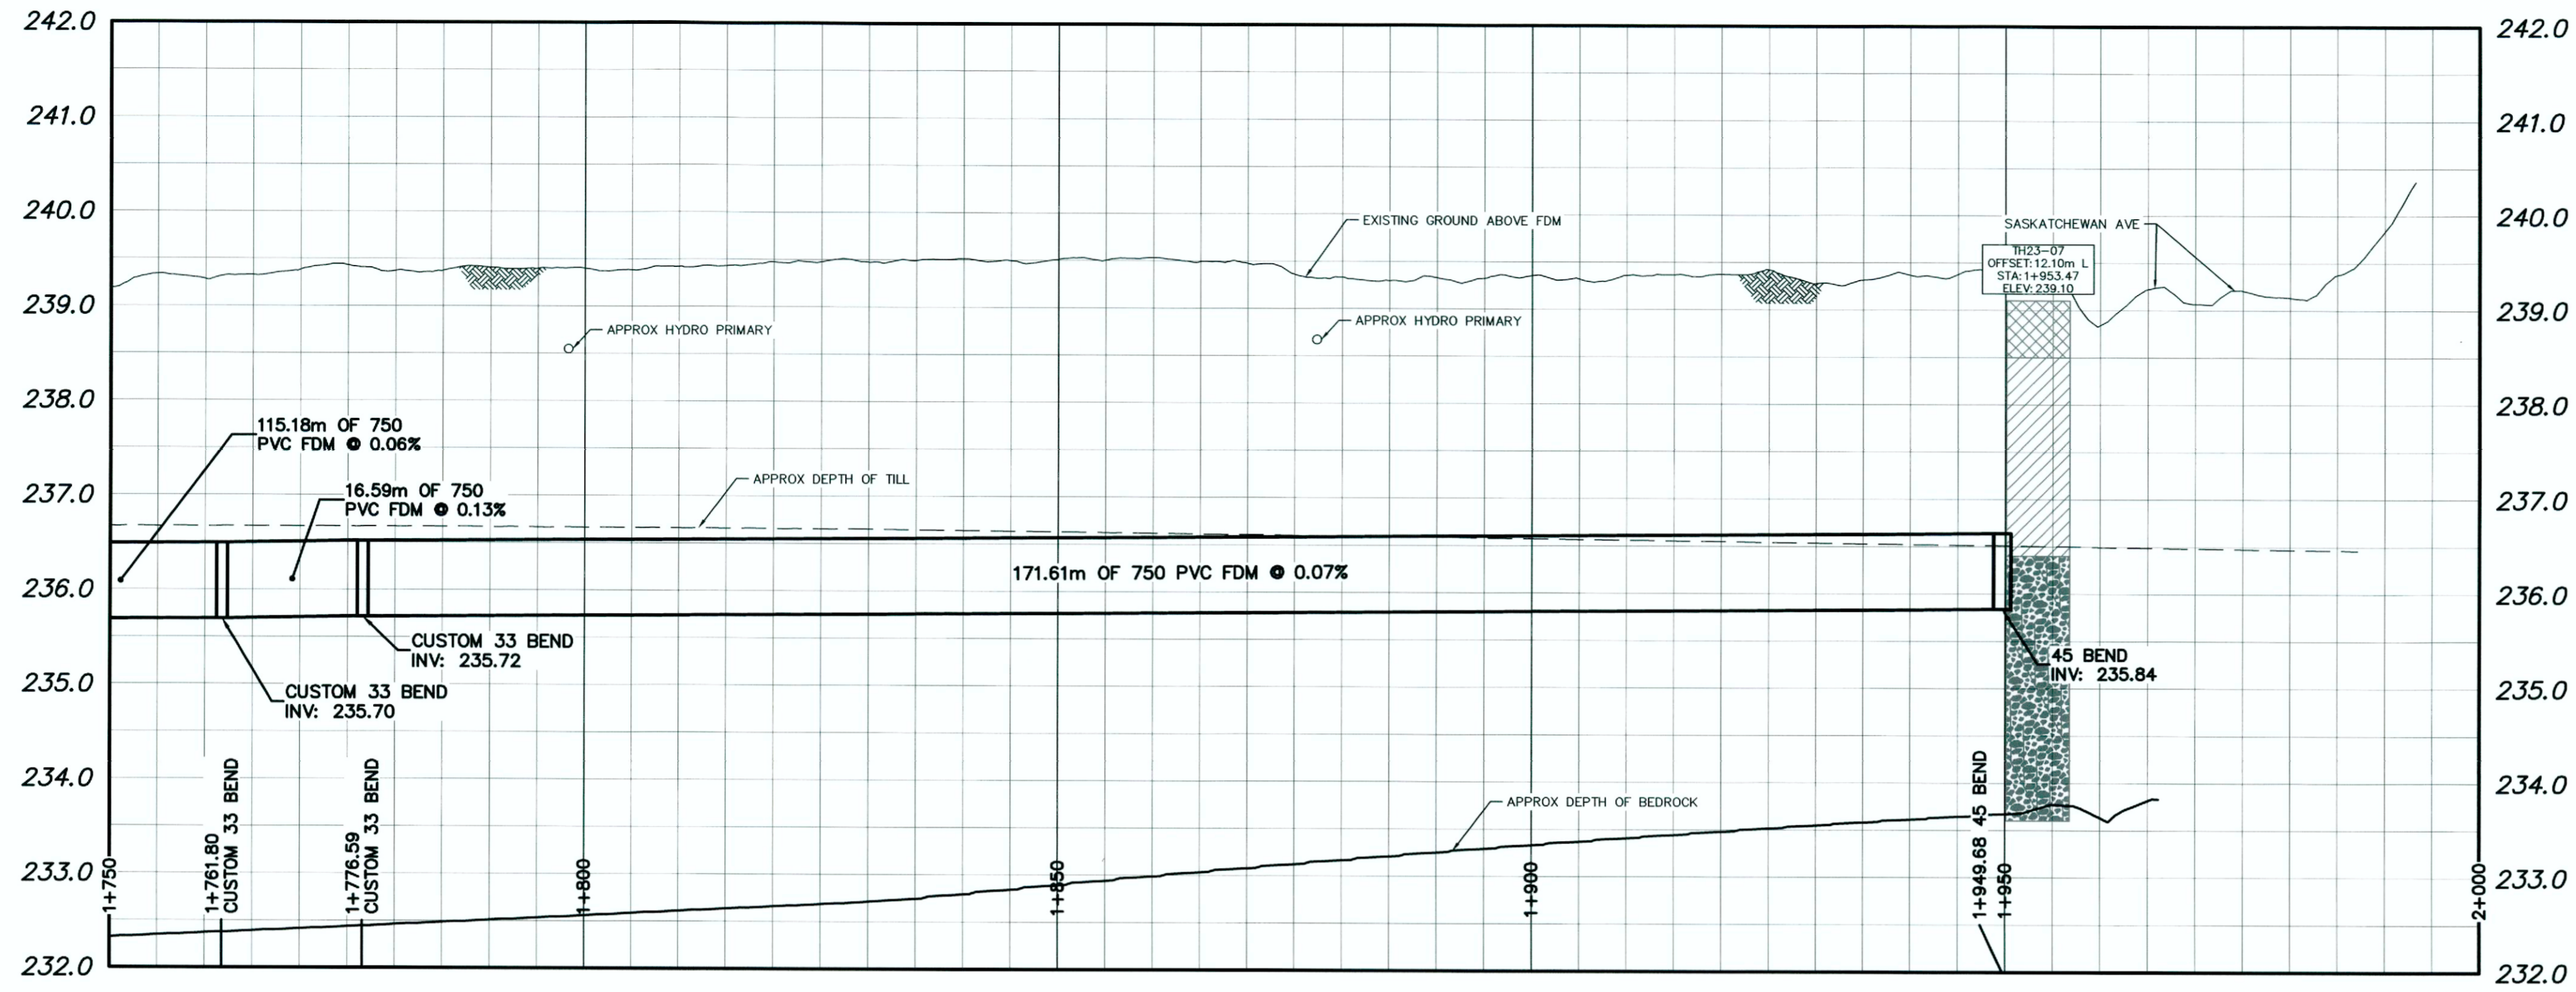 242.0
242.0
241.0
241.0
240.0
240.0
EXISTING GROUND ABOVE FDM
SASKATCHEWAN AVE
TH23-07
OFFSET: 12.10m L
STA: 1+953.47
ELEV: 239.10
239.0
239.0
APPROX HYDRO PRIMARY
APPROX HYDRO PRIMARY
238.0
238.0
115.18m OF 750
PVC FDM @ 0.06%
APPROX DEPTH OF TILL
237.0
237.0
16.59m OF 750
PVC FDM @ 0.13%
236.0
236.0
171.61m OF 750 PVC FDM @ 0.07%
CUSTOM 33 BEND
INV: 235.72
45 BEND
INV: 235.84
235.0
235.0
CUSTOM 33 BEND
INV: 235.70
234.0
234.0
APPROX DEPTH OF BEDROCK
233.0
233.0
1+750
1+761.80
CUSTOM 33 BEND
1+776.59
CUSTOM 33 BEND
1+800
1+850
1+900
1+949.68 45 BEND
1+950
2+000
232.0
232.0